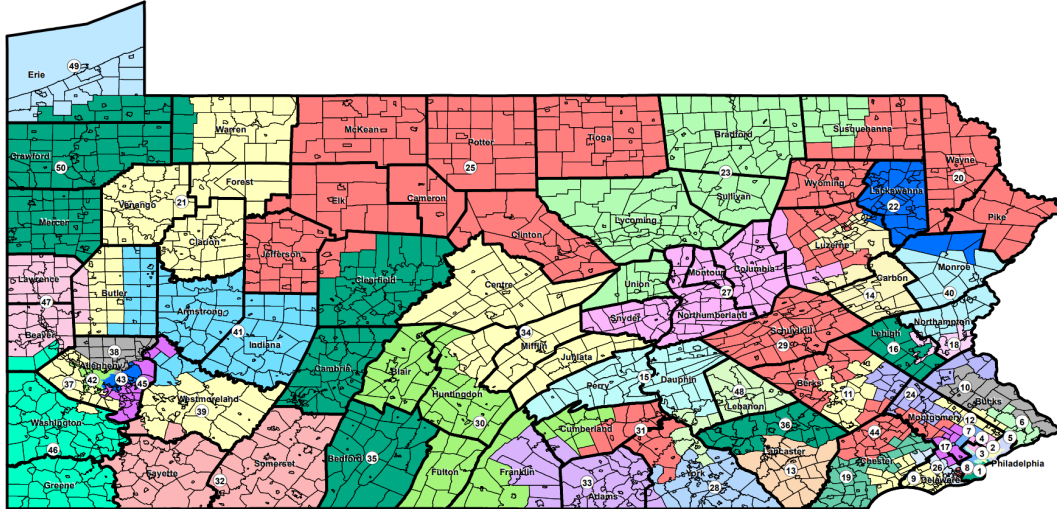 Erie
49
Warren
McKean
Potter
Tioga
Bradford
Susquehanna
Wayne
Crawford
50
25
23
20
Wyoming
Lackawanna
22
Forest
Venango
21
Elk
Cameron
Sullivan
Pike
Mercer
Lycoming
Clarion
Clinton
Luzerne
Jefferson
Monroe
Lawrence
47
Butler
Clearfield
Centre
Union
Montour
Columbia
27
Carbon
14
40
Armstrong
41
Indiana
Snyder
Northumberland
Northampton
Beaver
34
Mifflin
Schuylkill
29
Lehigh
16
18
38
Allegheny
37
42
43
45
Cambria
Blair
Juniata
Perry
15
Dauphin
48
Lebanon
Berks
11
24
10
Bucks
Huntingdon
Westmoreland
39
30
Cumberland
31
36
44
Montgomery
12
7
4
2
5
6
Washington
46
Fayette
32
Somerset
Bedford
35
Fulton
Franklin
33
Adams
York
28
Lancaster
13
Chester
19
17
26
9
Delaware
3
8
1
Philadelphia
Greene